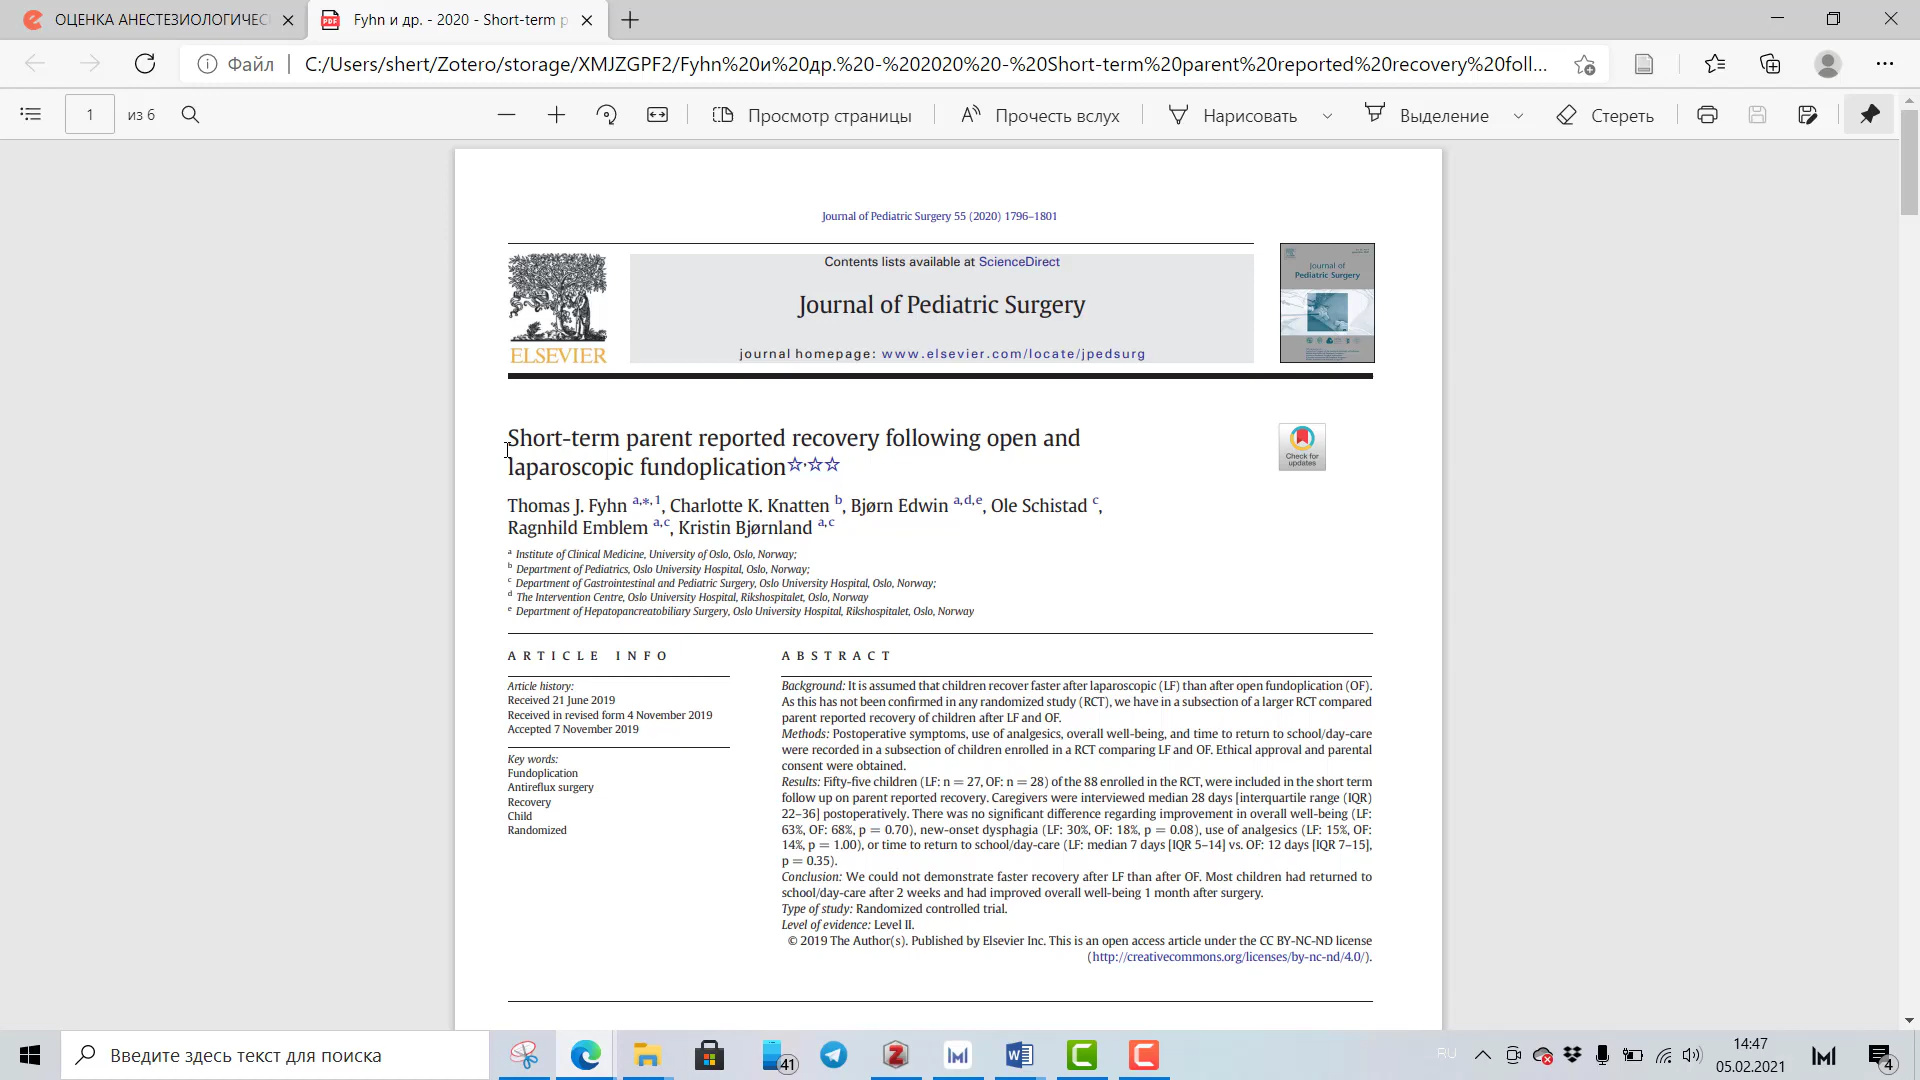 ОЦЕНКА АНЕСТЕЗИОЛОГИЧЕС
Fyhn и др. - 2020 - Short-term p
Файл
C:/Users/shert/Zotero/storage/XMJZGPF2/Fyhn%20и%20др.%20-%202020%20-%20Short-term%20parent%20reported%20recovery%20foll...
1 из 6
Просмотр страницы
Прочесть вслух
Нарисовать
Выделение
Стереть
Journal of Pediatric Surgery 55 (2020) 1796–1801
Contents lists available at ScienceDirect
Journal of Pediatric Surgery
journal homepage: www.elsevier.com/locate/jpedsurg
ELSEVIER
Journal of
Pediatric Surgery
Short-term parent reported recovery following open and
laparoscopic fundoplication☆,☆☆
Check for
updates
Thomas J. Fyhn a,*,1, Charlotte K. Knatten b, Bjørn Edwin a,d,e, Ole Schistad c,
Ragnhild Emblem a,c, Kristin Bjørnland a,c
a Institute of Clinical Medicine, University of Oslo, Oslo, Norway;
b Department of Pediatrics, Oslo University Hospital, Oslo, Norway;
c Department of Gastrointestinal and Pediatric Surgery, Oslo University Hospital, Oslo, Norway;
d The Intervention Centre, Oslo University Hospital, Rikshospitalet, Oslo, Norway
e Department of Hepatopancreatobiliary Surgery, Oslo University Hospital, Rikshospitalet, Oslo, Norway
ARTICLE INFO
Article history:
Received 21 June 2019
Received in revised form 4 November 2019
Accepted 7 November 2019
Key words:
Fundoplication
Antireflux surgery
Recovery
Child
Randomized
ABSTRACT
Background: It is assumed that children recover faster after laparoscopic (LF) than after open fundoplication (OF).
As this has not been confirmed in any randomized study (RCT), we have in a subsection of a larger RCT compared
parent reported recovery of children after LF and OF.
Methods: Postoperative symptoms, use of analgesics, overall well-being, and time to return to school/day-care
were recorded in a subsection of children enrolled in a RCT comparing LF and OF. Ethical approval and parental
consent were obtained.
Results: Fifty-five children (LF: n = 27, OF: n = 28) of the 88 enrolled in the RCT, were included in the short term
follow up on parent reported recovery. Caregivers were interviewed median 28 days [interquartile range (IQR)
22–36] postoperatively. There was no significant difference regarding improvement in overall well-being (LF:
63%, OF: 68%, p = 0.70), new-onset dysphagia (LF: 30%, OF: 18%, p = 0.08), use of analgesics (LF: 15%, OF:
14%, p = 1.00), or time to return to school/day-care (LF: median 7 days [IQR 5–14] vs. OF: 12 days [IQR 7–15],
p = 0.35).
Conclusion: We could not demonstrate faster recovery after LF than after OF. Most children had returned to
school/day-care after 2 weeks and had improved overall well-being 1 month after surgery.
Type of study: Randomized controlled trial.
Level of evidence: Level II.
© 2019 The Author(s). Published by Elsevier Inc. This is an open access article under the CC BY-NC-ND license
(http://creativecommons.org/licenses/by-nc-nd/4.0/).
Введите здесь текст для поиска
41
RU
14:47
05.02.2021
4